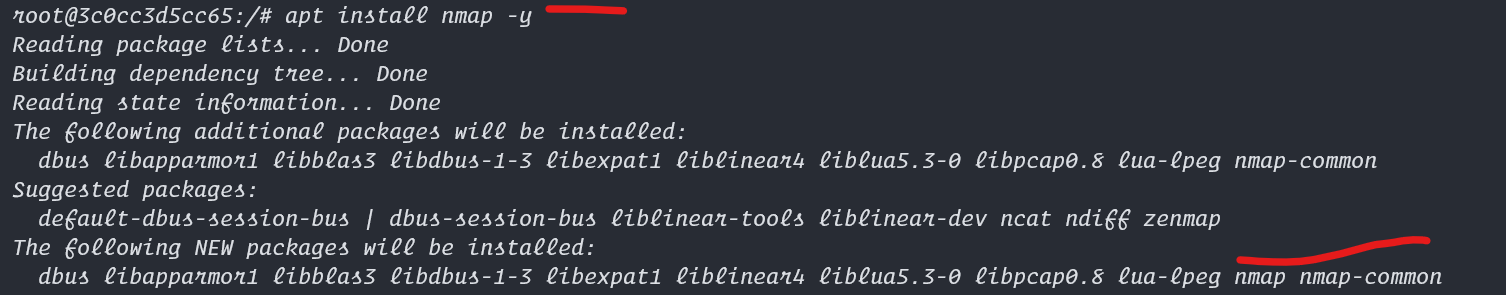 root@3c0cc3d5cc65:/# apt install nmap -y
Reading package lists... Done
Building dependency tree... Done
Reading state information... Done
The following additional packages will be installed:
  dbus libapparmor1 libblas3 libdbus-1-3 libexpat1 liblinear4 liblua5.3-0 libpcap0.8 lua-lpeg nmap-common
Suggested packages:
  default-dbus-session-bus | dbus-session-bus liblinear-tools liblinear-dev ncat ndiff zenmap
The following NEW packages will be installed:
  dbus libapparmor1 libblas3 libdbus-1-3 libexpat1 liblinear4 liblua5.3-0 libpcap0.8 lua-lpeg nmap nmap-common